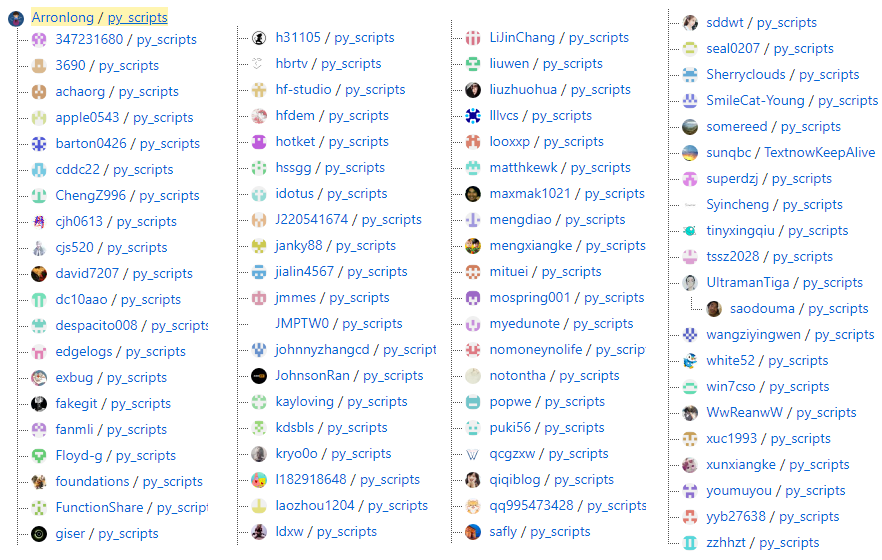 Arronlong / py_scripts
347231680 / py_scripts
3690 / py_scripts
achaorg / py_scripts
apple0543 / py_scripts
barton0426 / py_scripts
cddc22 / py_scripts
ChengZ996 / py_scripts
cjh0613 / py_scripts
cjs520 / py_scripts
david7207 / py_scripts
dc10aao / py_scripts
despacito008 / py_scripts
edgelogs / py_scripts
exbug / py_scripts
fakegit / py_scripts
fanmli / py_scripts
Floyd-g / py_scripts
foundations / py_scripts
FunctionShare / py_script
giser / py_scripts
h31105 / py_scripts
hbrtv / py_scripts
hf-studio / py_scripts
hfdem / py_scripts
hotket / py_scripts
hssgg / py_scripts
idotus / py_scripts
J220541674 / py_scripts
janky88 / py_scripts
jialin4567 / py_scripts
jmmes / py_scripts
JMPTW0 / py_scripts
johnnyzhangcd / py_script
JohnsonRan / py_scripts
kayloving / py_scripts
kdsbls / py_scripts
kryo0o / py_scripts
l182918648 / py_scripts
laozhou1204 / py_scripts
ldxw / py_scripts
LiJinChang / py_scripts
liuwen / py_scripts
liuzhuohua / py_scripts
lllvcs / py_scripts
looxxp / py_scripts
matthkewk / py_scripts
maxmak1021 / py_scripts
mengdiao / py_scripts
mengxiangke / py_scripts
mituei / py_scripts
mospring001 / py_scripts
myedunote / py_scripts
nomoneynolife / py_script
notontha / py_scripts
popwe / py_scripts
puki56 / py_scripts
qcgzxw / py_scripts
qiqiblog / py_scripts
qq995473428 / py_scripts
safly / py_scripts
sddwt / py_scripts
seal0207 / py_scripts
Sherryclouds / py_scripts
SmileCat-Young / py_scripts
somereed / py_scripts
sunqbc / TextnowKeepAlive
superdzj / py_scripts
Syincheng / py_scripts
tinyxingqiu / py_scripts
tssz2028 / py_scripts
UltramanTiga / py_scripts
saodouma / py_scripts
wangziyingwen / py_scripts
white52 / py_scripts
win7cso / py_scripts
WwReanwW / py_scripts
xuc1993 / py_scripts
xunxiangke / py_scripts
youmuyou / py_scripts
yyb27638 / py_scripts
zzhhzt / py_scripts